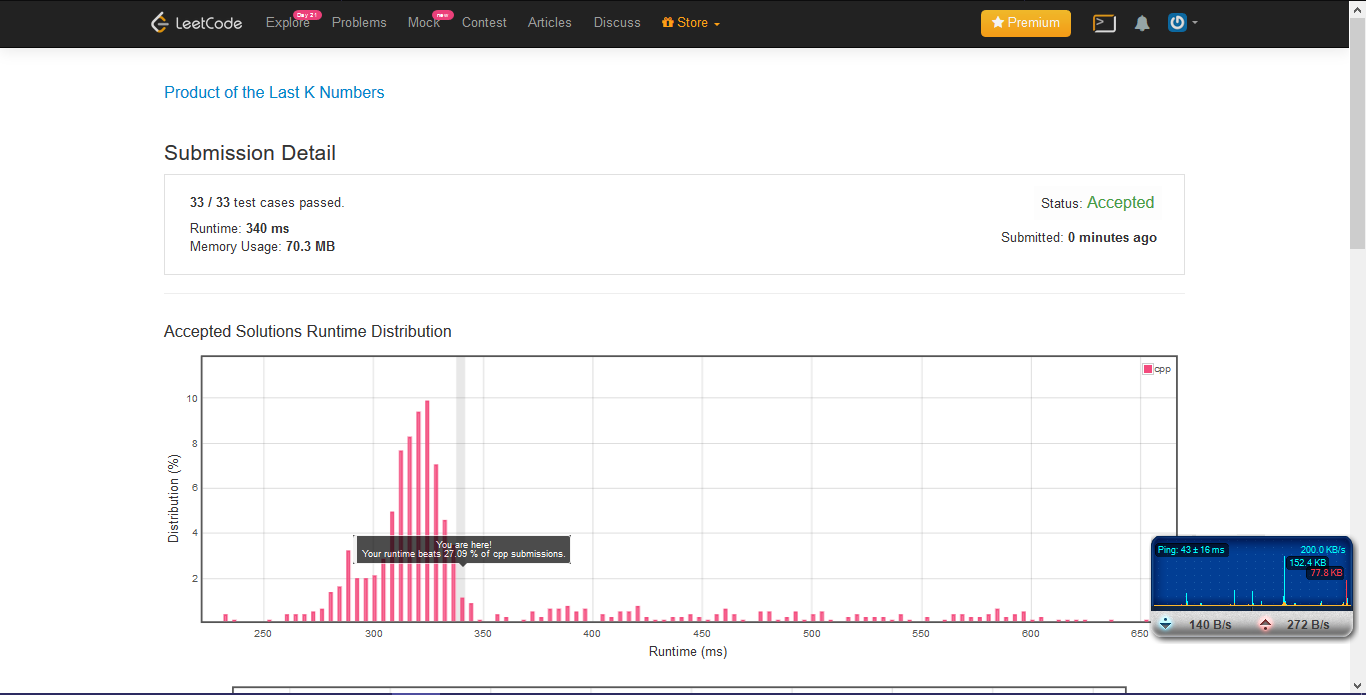 LeetCode Explore Day 21 Problems Mock new Contest Articles Discuss Store Premium
Product of the Last K Numbers
Submission Detail
33 / 33 test cases passed.
Status: Accepted
Runtime: 340 ms
Memory Usage: 70.3 MB
Submitted: 0 minutes ago
Accepted Solutions Runtime Distribution
cpp
10
8
6
4
2
Distribution (%)
You are here!
Your runtime beats 27.09 % of cpp submissions.
250 300 350 400 450 500 550 600 650
Runtime (ms)
Ping: 43 ± 16 ms 200.0 KB/s
152.4 KB
77.8 KB
140 B/s 272 B/s